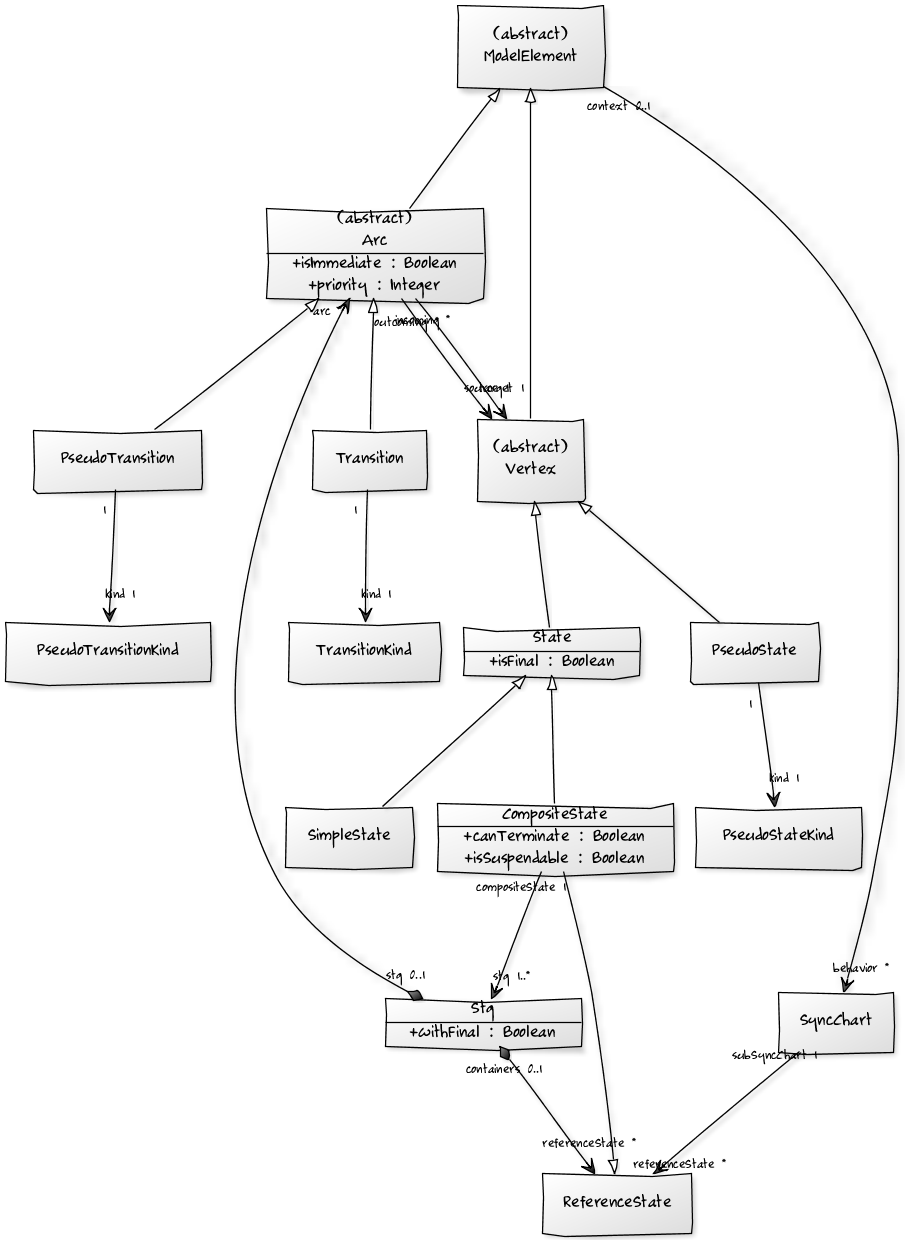 (abstract)
ModelElement
context 0..1
(abstract)
Arc
+isImmediate : Boolean
+priority : Integer
arc
incoming *
target 1
(abstract)
Vertex
PseudoTransition
Transition
1
1
kind 1
kind 1
State
+isFinal : Boolean
PseudoTransitionKind
TransitionKind
PseudoState
1
kind 1
SimpleState
CompositeState
+canTerminate : Boolean
+isSuspendable : Boolean
PseudoStateKind
compositeState 1
stg 0..1
stg 1..*
behavior *
Stg
+withFinal : Boolean
SyncChart
subSyncChart 1
containers 0..1
referenceState *
referenceState *
ReferenceState